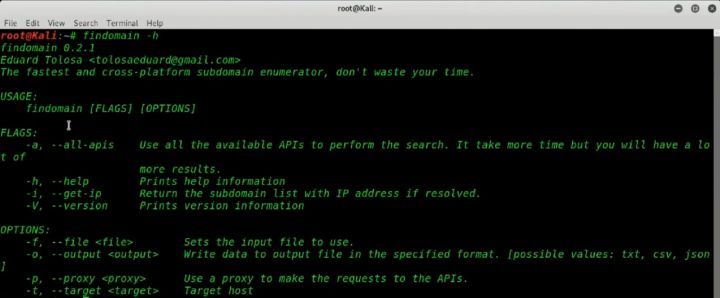 root@Kali: ~
File Edit View Search Terminal Help
root@Kali:~# findomain -h
findomain 0.2.1
Eduard Tolosa <tolosaeduard@gmail.com>
The fastest and cross-platform subdomain enumerator, don't waste your time.
USAGE:
findomain [FLAGS] [OPTIONS]
FLAGS:
-a, --all-apis Use all the available APIs to perform the search. It take more time but you will have a lo
t of
more results.
-h, --help Prints help information
-i, --get-ip Return the subdomain list with IP address if resolved.
-V, --version Prints version information
OPTIONS:
-f, --file <file> Sets the input file to use.
-o, --output <output> Write data to output file in the specified format. [possible values: txt, csv, json
]
-p, --proxy <proxy> Use a proxy to make the requests to the APIs.
-t, --target <target> Target host